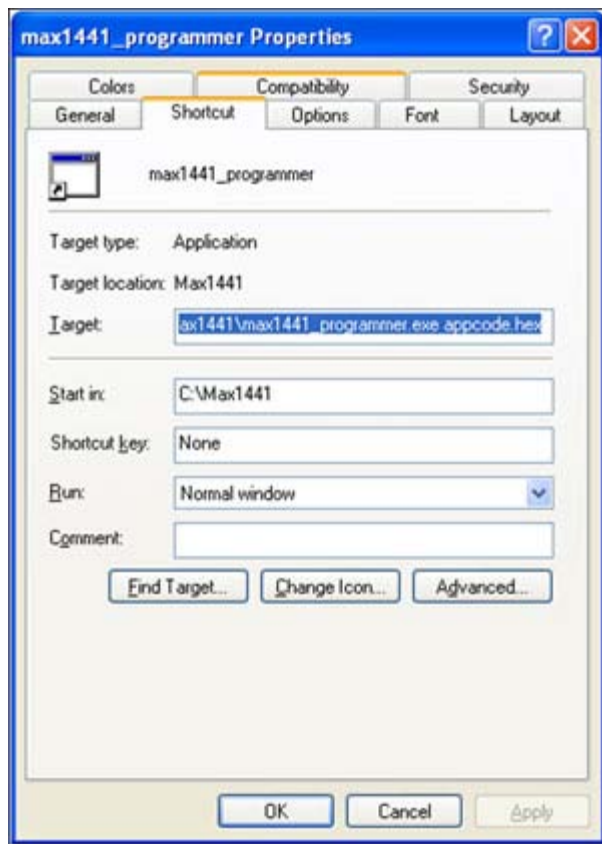 max1441_programmer Properties
Colors Compatibility Security
General Shortcut Options Font Layout
max1441_programmer
Target type: Application
Target location: Max1441
Target: ax1441\max1441_programmer.exe appcode.hex
Start in: C:\Max1441
Shortcut key: None
Run: Normal window
Comment:
Find Target... Change Icon... Advanced...
OK Cancel Apply